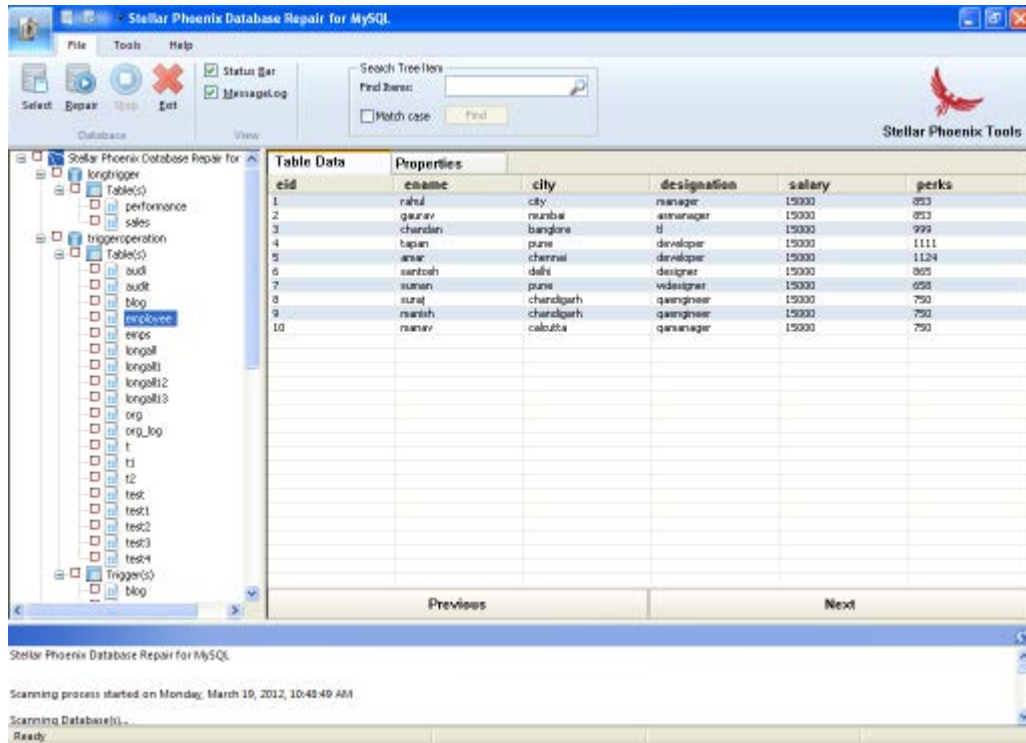 Stellar Phoenix Database Repair for MySQL
File Tools Help
Select Repair Stop Exit
Database
Status Bar
MessageLog
View
Search Tree Item
Find Items:
Match case Find
Stellar Phoenix Tools
Stellar Phoenix Database Repair for
longtrigger
Table(s)
performance
sales
triggeroperation
Table(s)
audi
audit
blog
employee
emps
longall
longall1
longall12
longall13
org
org_log
t
t1
t2
test
test1
test2
test3
test4
Trigger(s)
blog
Table Data Properties
eid ename city designation salary perks
1 rahul city manager 15000 853
2 gaurav mumbai asmanager 15000 853
3 chandan banglore tl 15000 999
4 tapan pune developer 15000 1111
5 amar chennai developer 15000 1124
6 santosh delhi designer 15000 865
7 suman pune videsigner 15000 658
8 suraj chandigarh qaengineer 15000 750
9 manish chandigarh qaengineer 15000 750
10 manav calcutta qamanager 15000 750
Previous Next
Stellar Phoenix Database Repair for MySQL
Scanning process started on Monday, March 19, 2012, 10:48:49 AM
Scanning Database(s)...
Ready